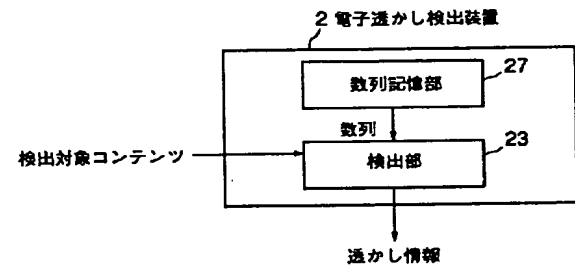 2 電子透かし検出装置
27
数列記憶部
数列
23
検出対象コンテンツ
検出部
透かし情報